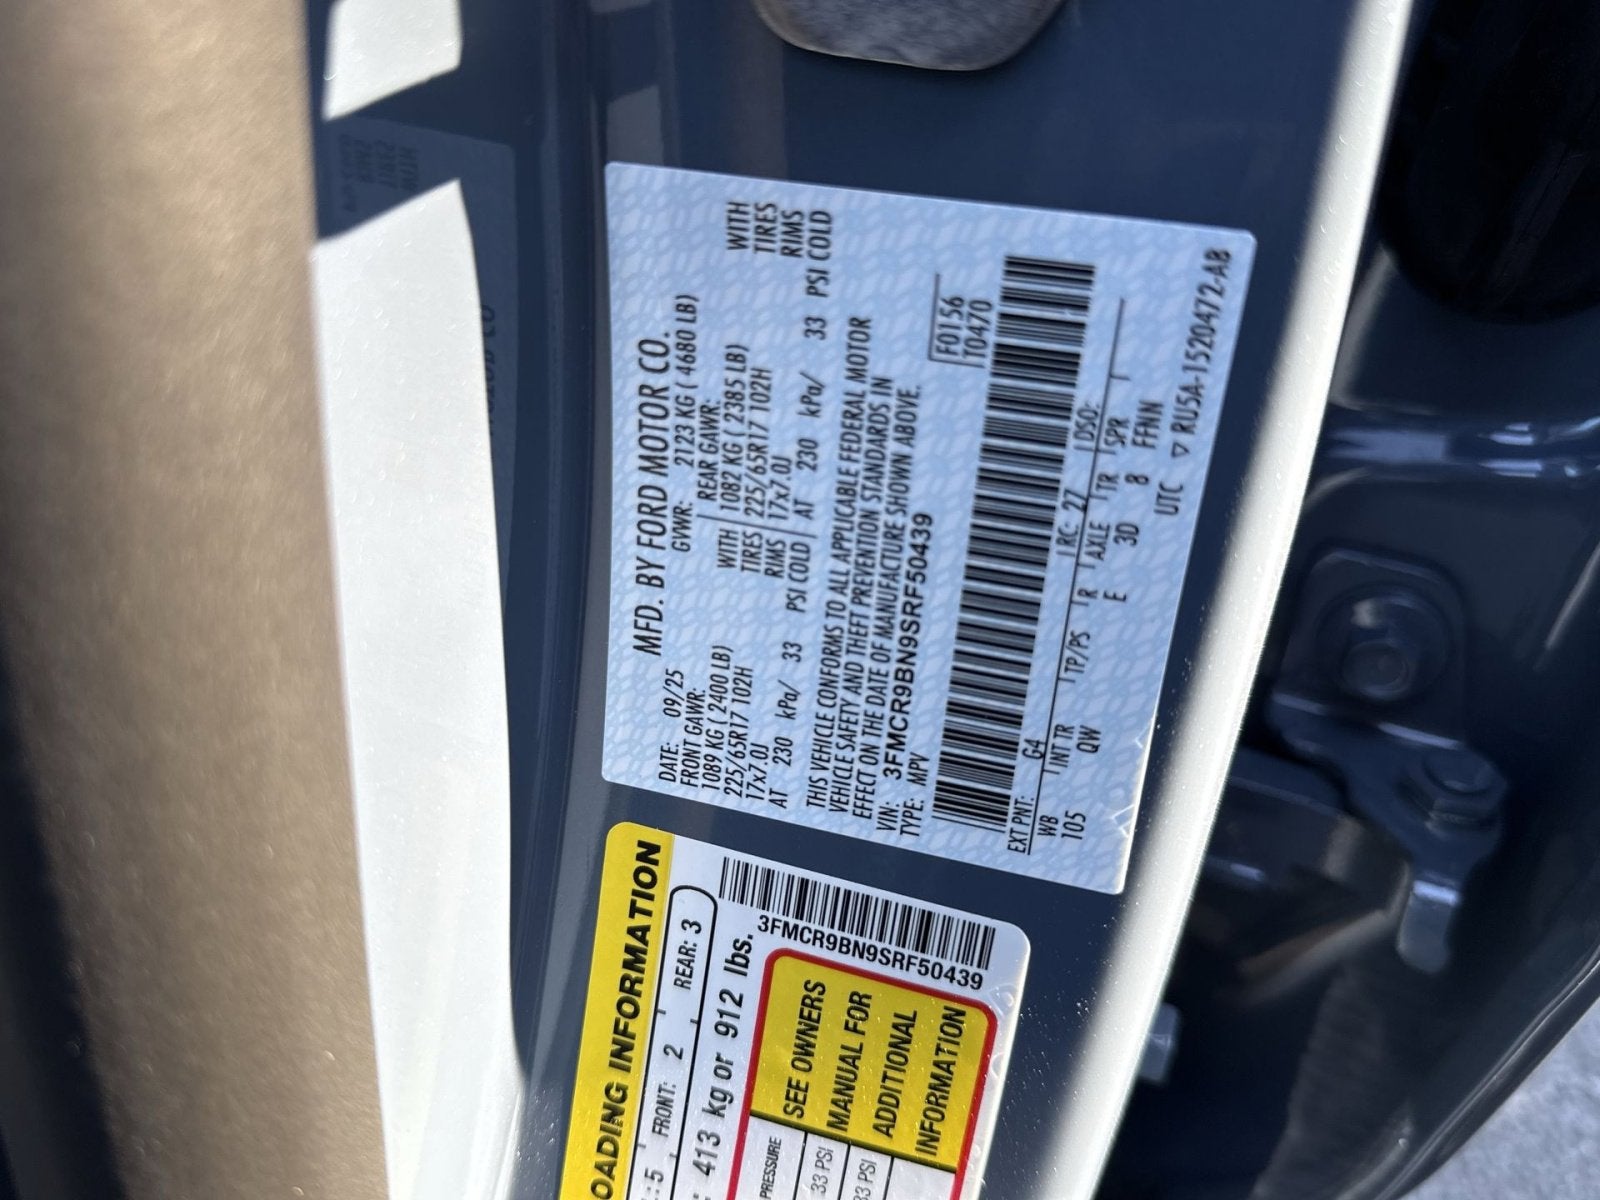 MFD. BY FORD MOTOR CO.
DATE: 09/25 GVWR: 2123 KG ( 4680 LB)
FRONT GAWR: REAR GAWR:
1089 KG ( 2400 LB) WITH 1082 KG ( 2385 LB) WITH
225/65R17 102H TIRES 225/65R17 102H TIRES
17x7.0J RIMS 17x7.0J RIMS
AT 230 kPa/ 33 PSI COLD AT 230 kPa/ 33 PSI COLD
THIS VEHICLE CONFORMS TO ALL APPLICABLE FEDERAL MOTOR
VEHICLE SAFETY AND THEFT PREVENTION STANDARDS IN
EFFECT ON THE DATE OF MANUFACTURE SHOWN ABOVE.
VIN: 3FMCR9BN9SRF50439
TYPE: MPV
F0156
T0470
EXT PNT: G4 RC: 27 DSO:
WB INT TR TP/PS R AXLE TR SPR
105 QW E 3D 8 FFNN
UTC ▽ RU5A-1520472-AB
OADING INFORMATION
:5 FRONT: 2 REAR: 3
: 413 kg or 912 lbs.
3FMCR9BN9SRF50439
PRESSURE
33 PSI
33 PSI
SEE OWNERS
MANUAL FOR
ADDITIONAL
INFORMATION